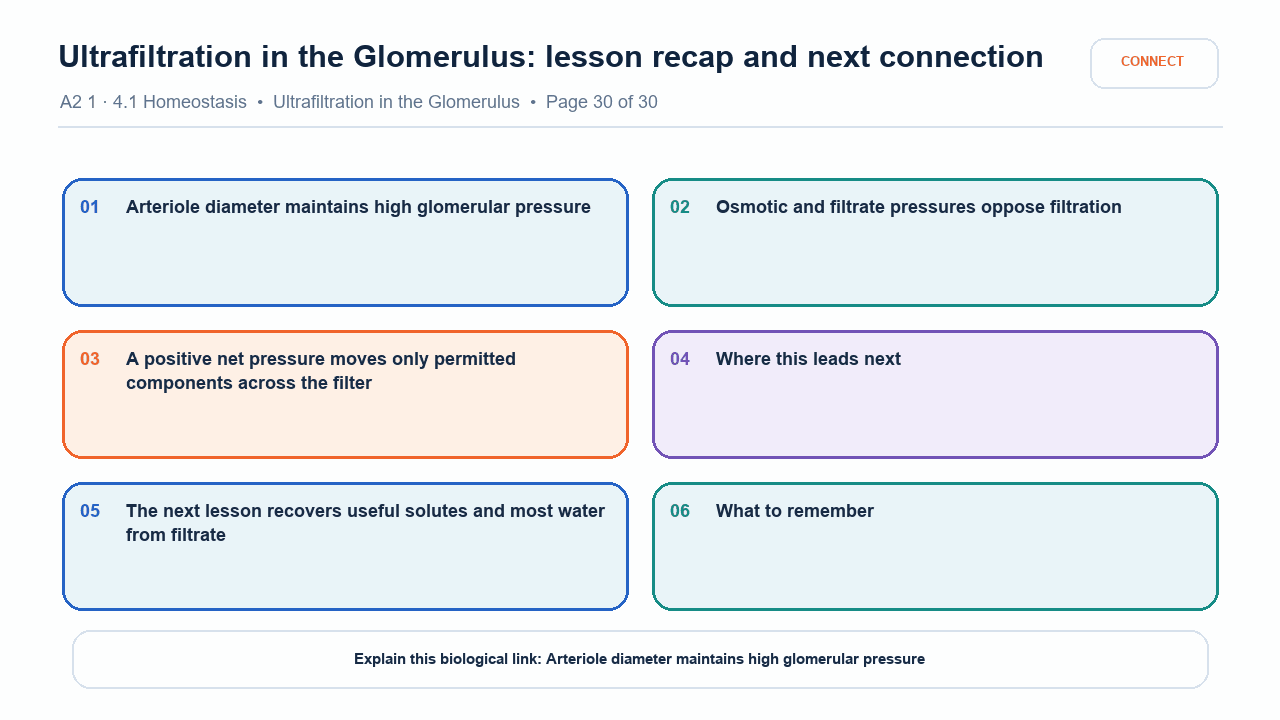 Ultrafiltration in the Glomerulus: lesson recap and next connection
CONNECT
A2 1 · 4.1 Homeostasis • Ultrafiltration in the Glomerulus • Page 30 of 30
01 Arteriole diameter maintains high glomerular pressure
02 Osmotic and filtrate pressures oppose filtration
03 A positive net pressure moves only permitted
components across the filter
04 Where this leads next
05 The next lesson recovers useful solutes and most water
from filtrate
06 What to remember
Explain this biological link: Arteriole diameter maintains high glomerular pressure